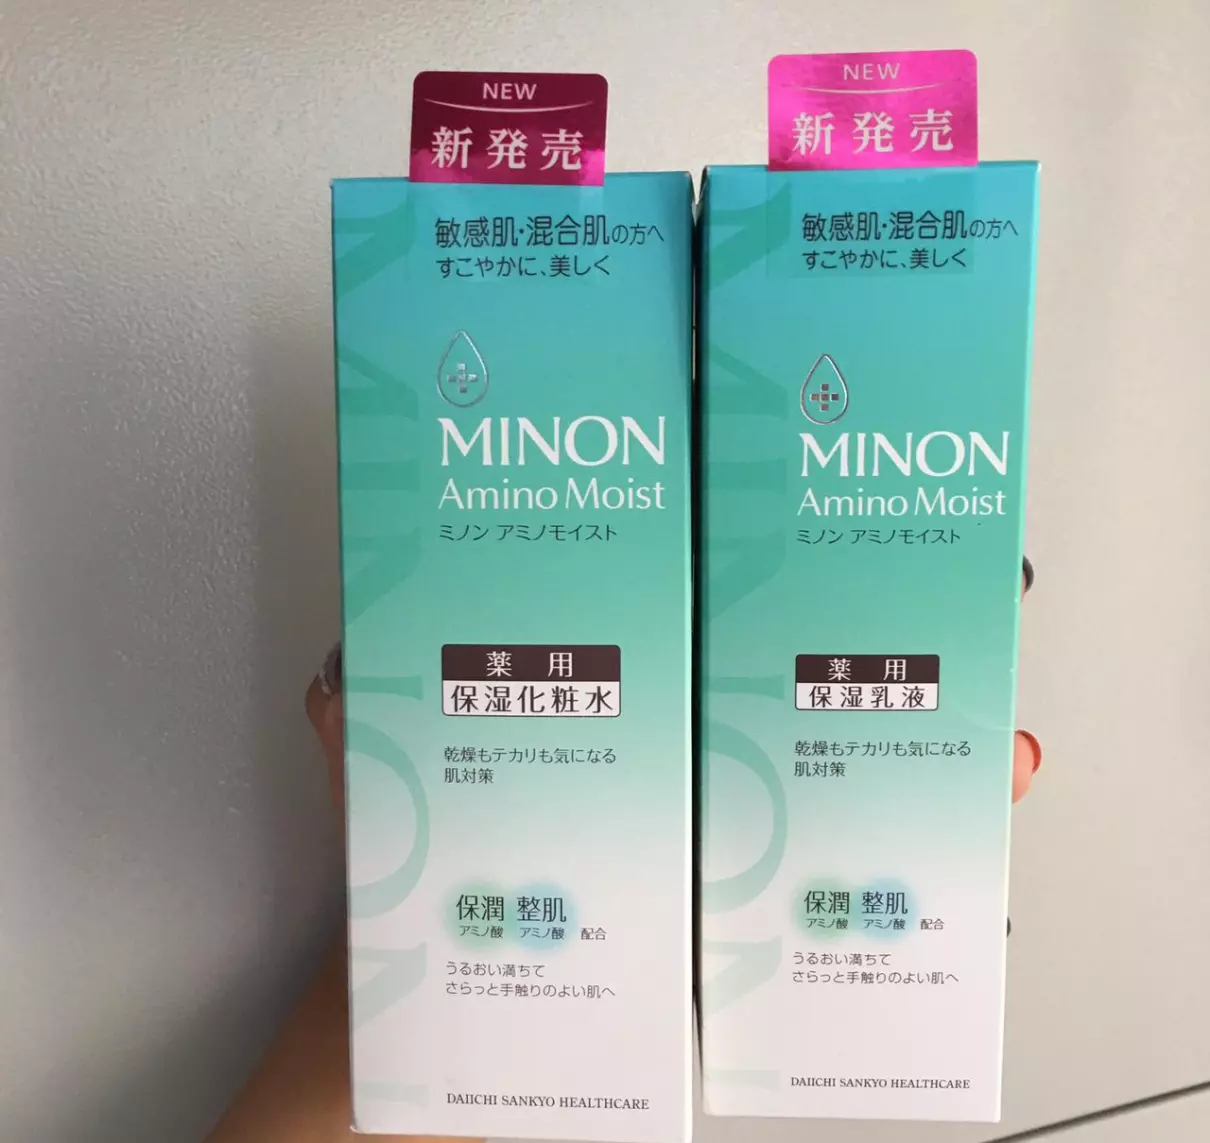 NEW
新発売
敏感肌・混合肌の方へ
すこやかに、美しく
MINON
Amino Moist
ミノン アミノモイスト
薬用
保湿化粧水
乾燥もテカリも気になる
肌対策
保潤 整肌
アミノ酸 アミノ酸 配合
うるおい満ちて
さらっと手触りのよい肌へ
DAIICHI SANKYO HEALTHCARE
MINON
NEW
新発売
敏感肌・混合肌の方へ
すこやかに、美しく
MINON
Amino Moist
ミノン アミノモイスト
薬用
保湿乳液
乾燥もテカリも気になる
肌対策
保潤 整肌
アミノ酸 アミノ酸 配合
うるおい満ちて
さらっと手触りのよい肌へ
DAIICHI SANKYO HEALTHCARE
MINON